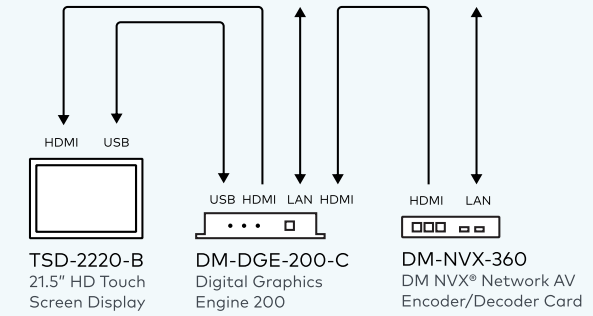 HDMI USB
USB HDMI LAN HDMI
HDMI LAN
TSD-2220-B
21.5” HD Touch
Screen Display
DM-DGE-200-C
Digital Graphics
Engine 200
DM-NVX-360
DM NVX® Network AV
Encoder/Decoder Card